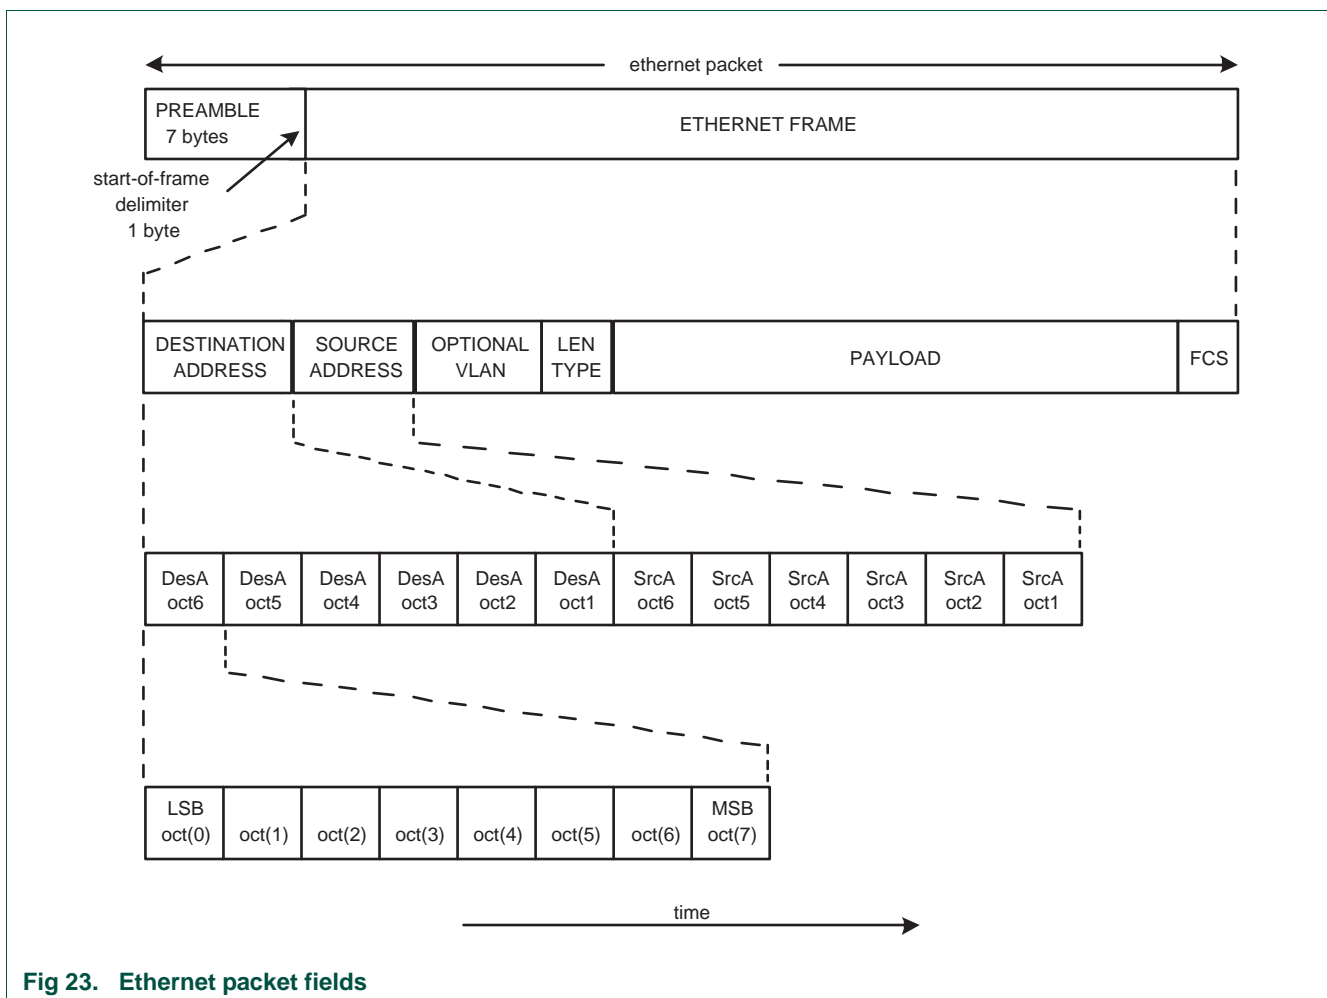 ethernet packet
PREAMBLE
7 bytes
ETHERNET FRAME
start-of-frame
delimiter
1 byte
DESTINATION
ADDRESS
SOURCE
ADDRESS
OPTIONAL
VLAN
LEN
TYPE
PAYLOAD
FCS
DesA
oct6
DesA
oct5
DesA
oct4
DesA
oct3
DesA
oct2
DesA
oct1
SrcA
oct6
SrcA
oct5
SrcA
oct4
SrcA
oct3
SrcA
oct2
SrcA
oct1
LSB
oct(0)
oct(1)
oct(2)
oct(3)
oct(4)
oct(5)
oct(6)
MSB
oct(7)
time
Fig 23. Ethernet packet fields